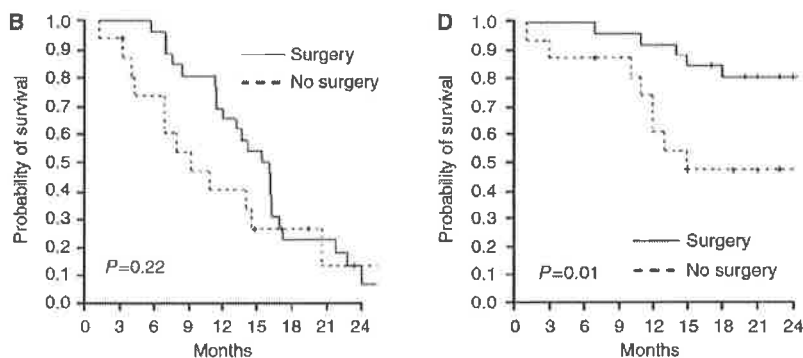 B
1.0
0.9
0.8
0.7
0.6
0.5
0.4
0.3
0.2
0.1
0.0
Probability of survival
Surgery
No surgery
P=0.22
0 3 6 9 12 15 18 21 24
Months
D
1.0
0.9
0.8
0.7
0.6
0.5
0.4
0.3
0.2
0.1
0.0
Probability of survival
Surgery
No surgery
P=0.01
0 3 6 9 12 15 18 21 24
Months